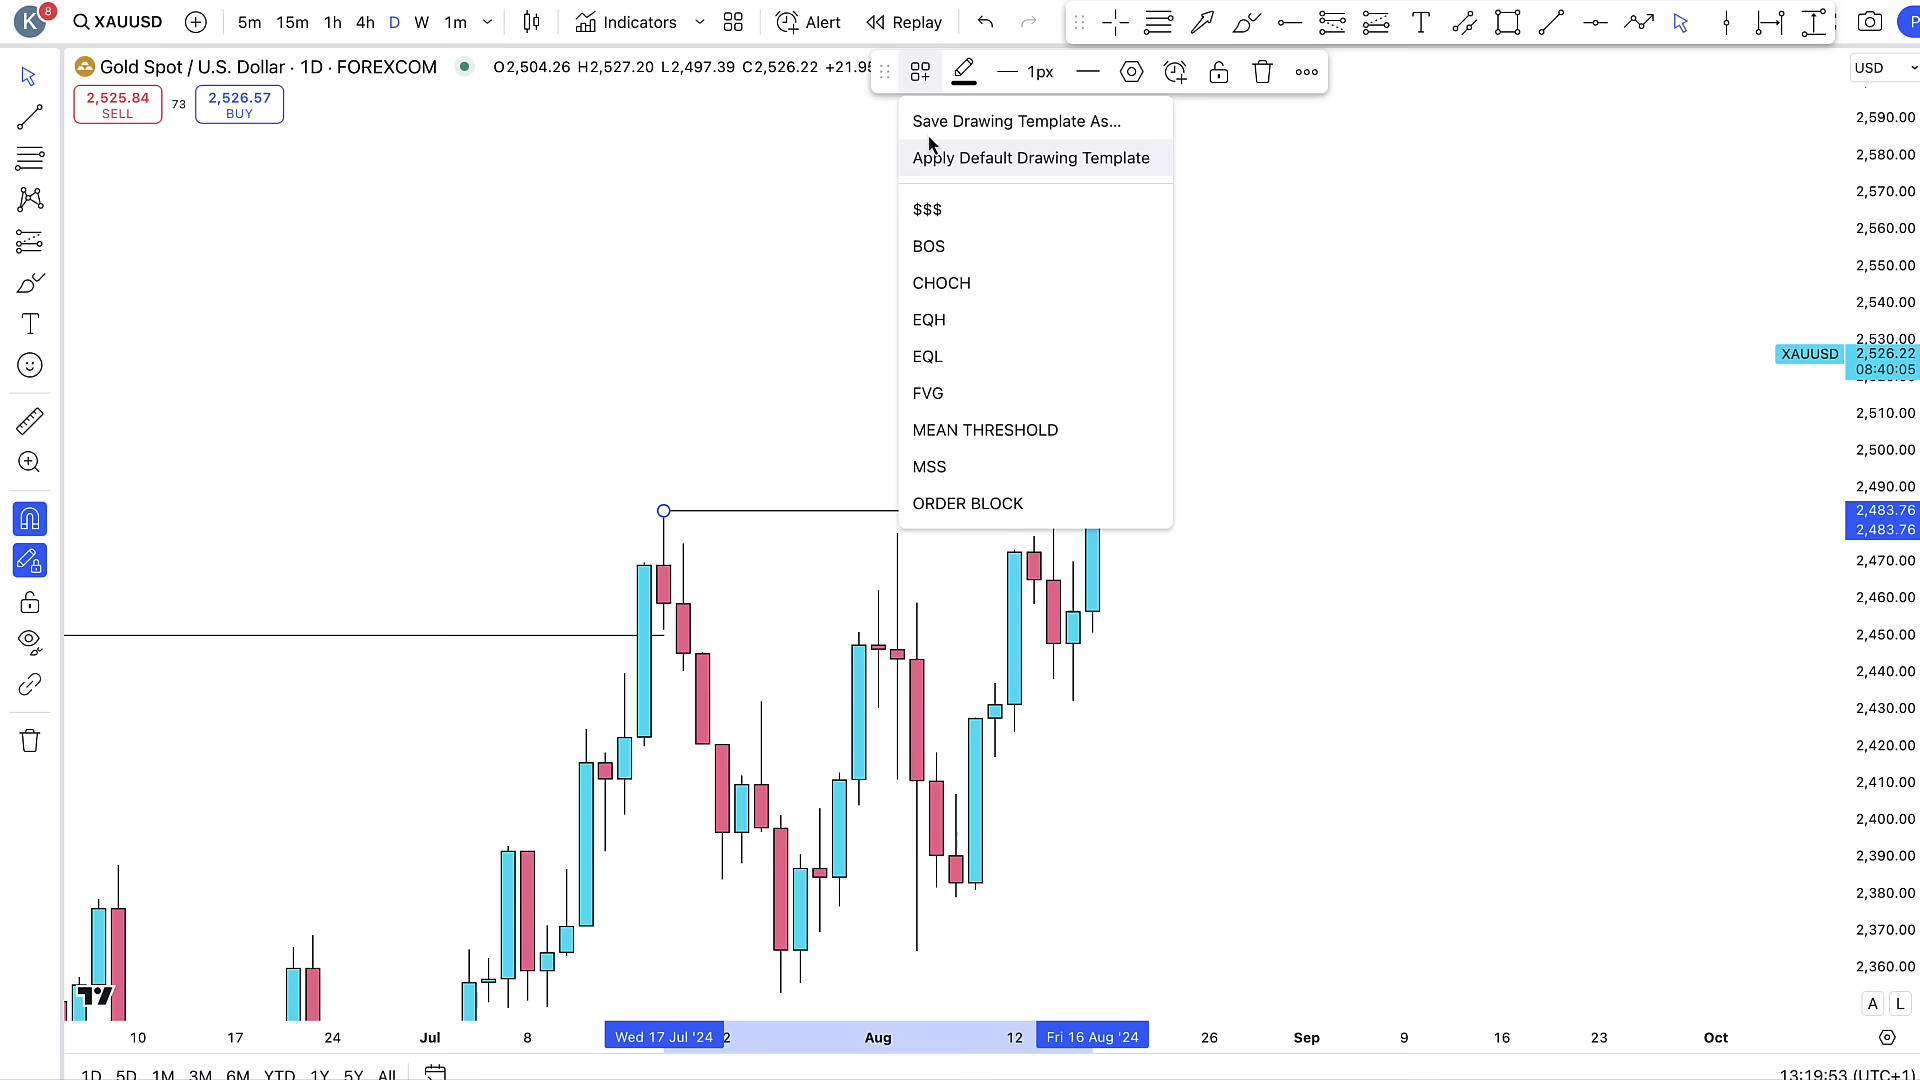 K
8
XAUUSD
5m 15m 1h 4h D W 1m
Indicators
Alert
Replay
Gold Spot / U.S. Dollar · 1D · FOREXCOM
O2,504.26 H2,527.20 L2,497.39 C2,526.22 +21.95
USD
2,525.84
SELL
73
2,526.57
BUY
1px
Save Drawing Template As...
Apply Default Drawing Template
$$$
BOS
CHOCH
EQH
EQL
FVG
MEAN THRESHOLD
MSS
ORDER BLOCK
2,590.00
2,580.00
2,570.00
2,560.00
2,550.00
2,540.00
2,530.00
XAUUSD
2,526.22
08:40:05
2,510.00
2,500.00
2,490.00
2,483.76
2,483.76
2,470.00
2,460.00
2,450.00
2,440.00
2,430.00
2,420.00
2,410.00
2,400.00
2,390.00
2,380.00
2,370.00
2,360.00
A L
10 17 24 Jul 8 Wed 17 Jul '24 2 Aug 12 Fri 16 Aug '24 26 Sep 9 16 23 Oct
1D 5D 1M 3M 6M YTD 1Y 5Y All
13:19:53 (UTC+1)